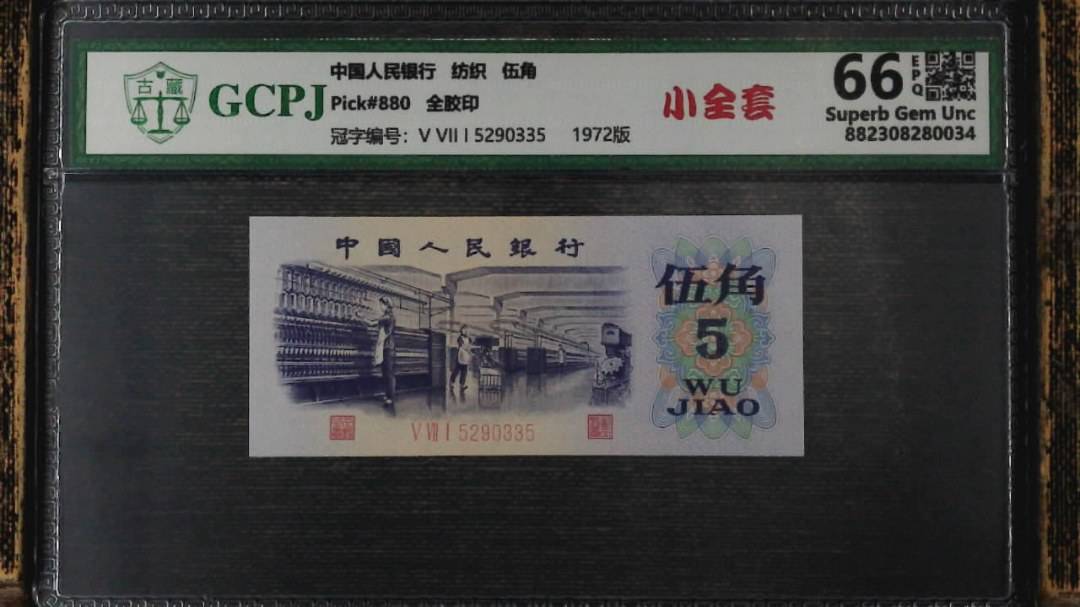 古藏
GCPJ
中国人民银行 纺织 伍角
Pick#880 全胶印
冠字编号: V VII I 5290335 1972版
小全套
66 EPQ
Superb Gem Unc
882308280034
中國人民銀行
伍角
5
WU
JIAO
V VII I 5290335